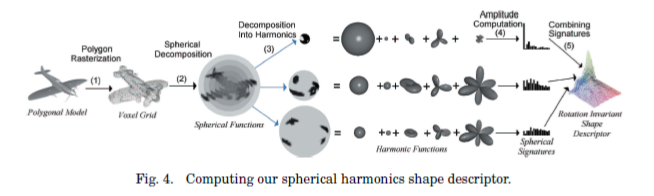 Polygon
Rasterization
(1)
Spherical
Decomposition
(2)
Decomposition
Into Harmonics
(3)
Amplitude
Computation
(4)
Combining
Signatures
(5)
= + + + +
= + + + +
= + + + +
Polygonal Model
Voxel Grid
Spherical Functions
Harmonic Functions
Spherical
Signatures
Rotation Invariant
Shape
Descriptor
Fig. 4. Computing our spherical harmonics shape descriptor.